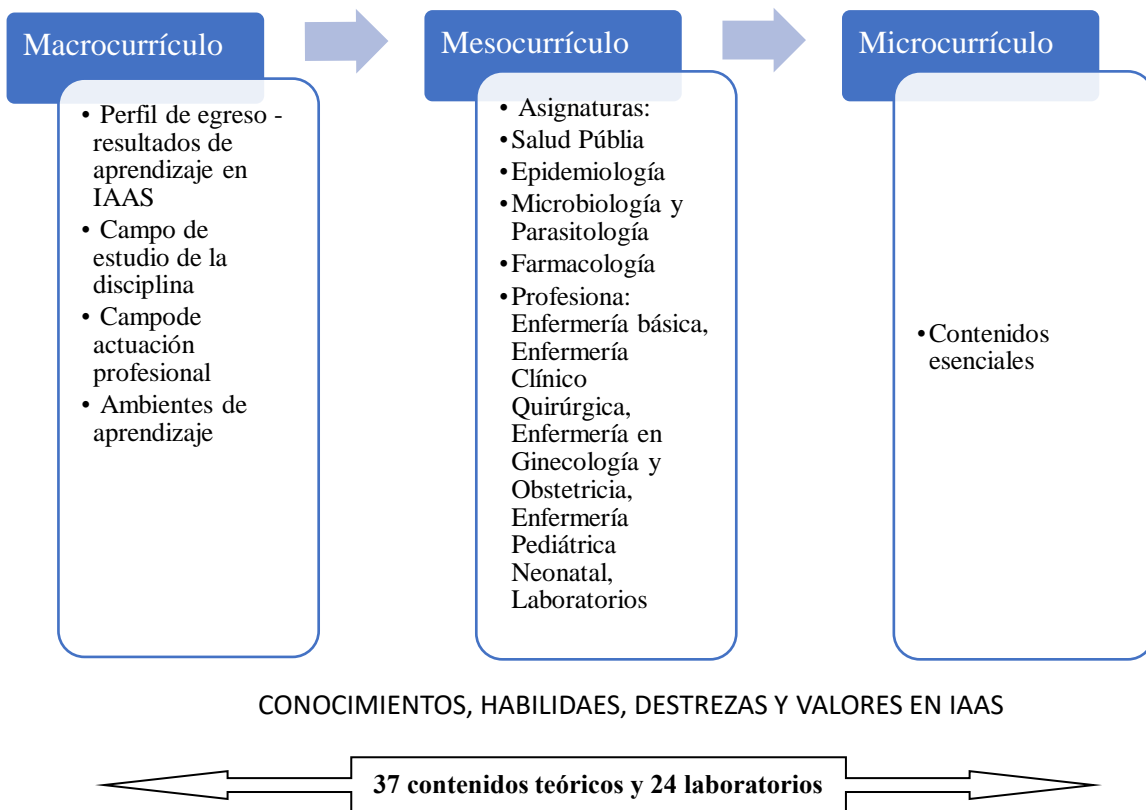 Macrocurrículo
• Perfil de egreso -
resultados de
aprendizaje en
IAAS
• Campo de
estudio de la
disciplina
• Campode
actuación
profesional
• Ambientes de
aprendizaje
Mesocurrículo
• Asignaturas:
• Salud Públia
• Epidemiología
• Microbiología y
Parasitología
• Farmacología
• Profesiona:
Enfermería básica,
Enfermería
Clínico
Quirúrgica,
Enfermería en
Ginecología y
Obstetricia,
Enfermería
Pediátrica
Neonatal,
Laboratorios
Microcurrículo
• Contenidos
esenciales
CONOCIMIENTOS, HABILIDAES, DESTREZAS Y VALORES EN IAAS
37 contenidos teóricos y 24 laboratorios